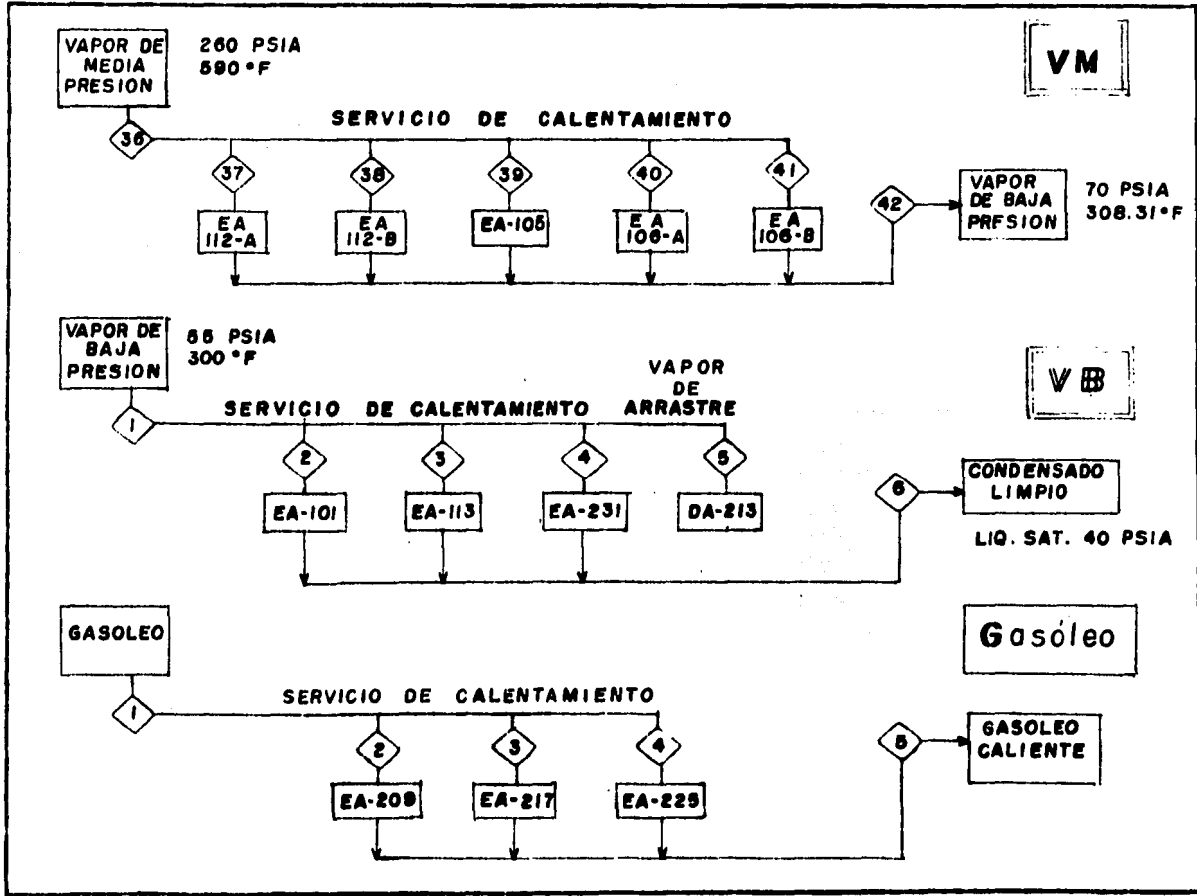 VAPOR DE
MEDIA
PRESION
260 PSIA
590°F
VM
SERVICIO DE CALENTAMIENTO
36
37
38
39
40
41
42
EA
112-A
EA
112-B
EA-105
EA
106-A
EA
106-B
VAPOR
DE BAJA
PRESION
70 PSIA
308.31°F
VAPOR DE
BAJA
PRESION
55 PSIA
300°F
VB
SERVICIO DE CALENTAMIENTO
VAPOR
DE
ARRASTRE
1
2
3
4
5
6
EA-101
EA-113
EA-231
DA-213
CONDENSADO
LIMPIO
LIQ. SAT. 40 PSIA
GASOLEO
Gasóleo
SERVICIO DE CALENTAMIENTO
1
2
3
4
5
EA-209
EA-217
EA-225
GASOLEO
CALIENTE